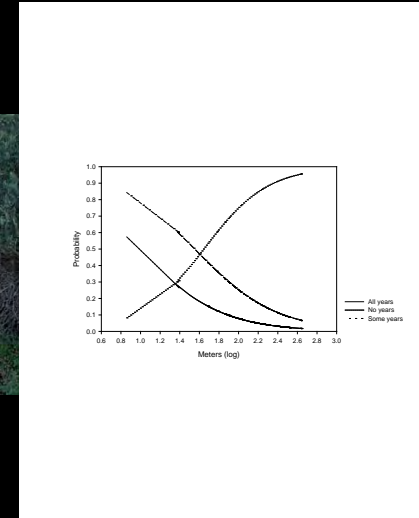 1.0
0.9
0.8
0.7
0.6
0.5
0.4
0.3
0.2
0.1
0.0
Probability
0.6 0.8 1.0 1.2 1.4 1.6 1.8 2.0 2.2 2.4 2.6 2.8 3.0
Meters (log)
All years
No years
Some years